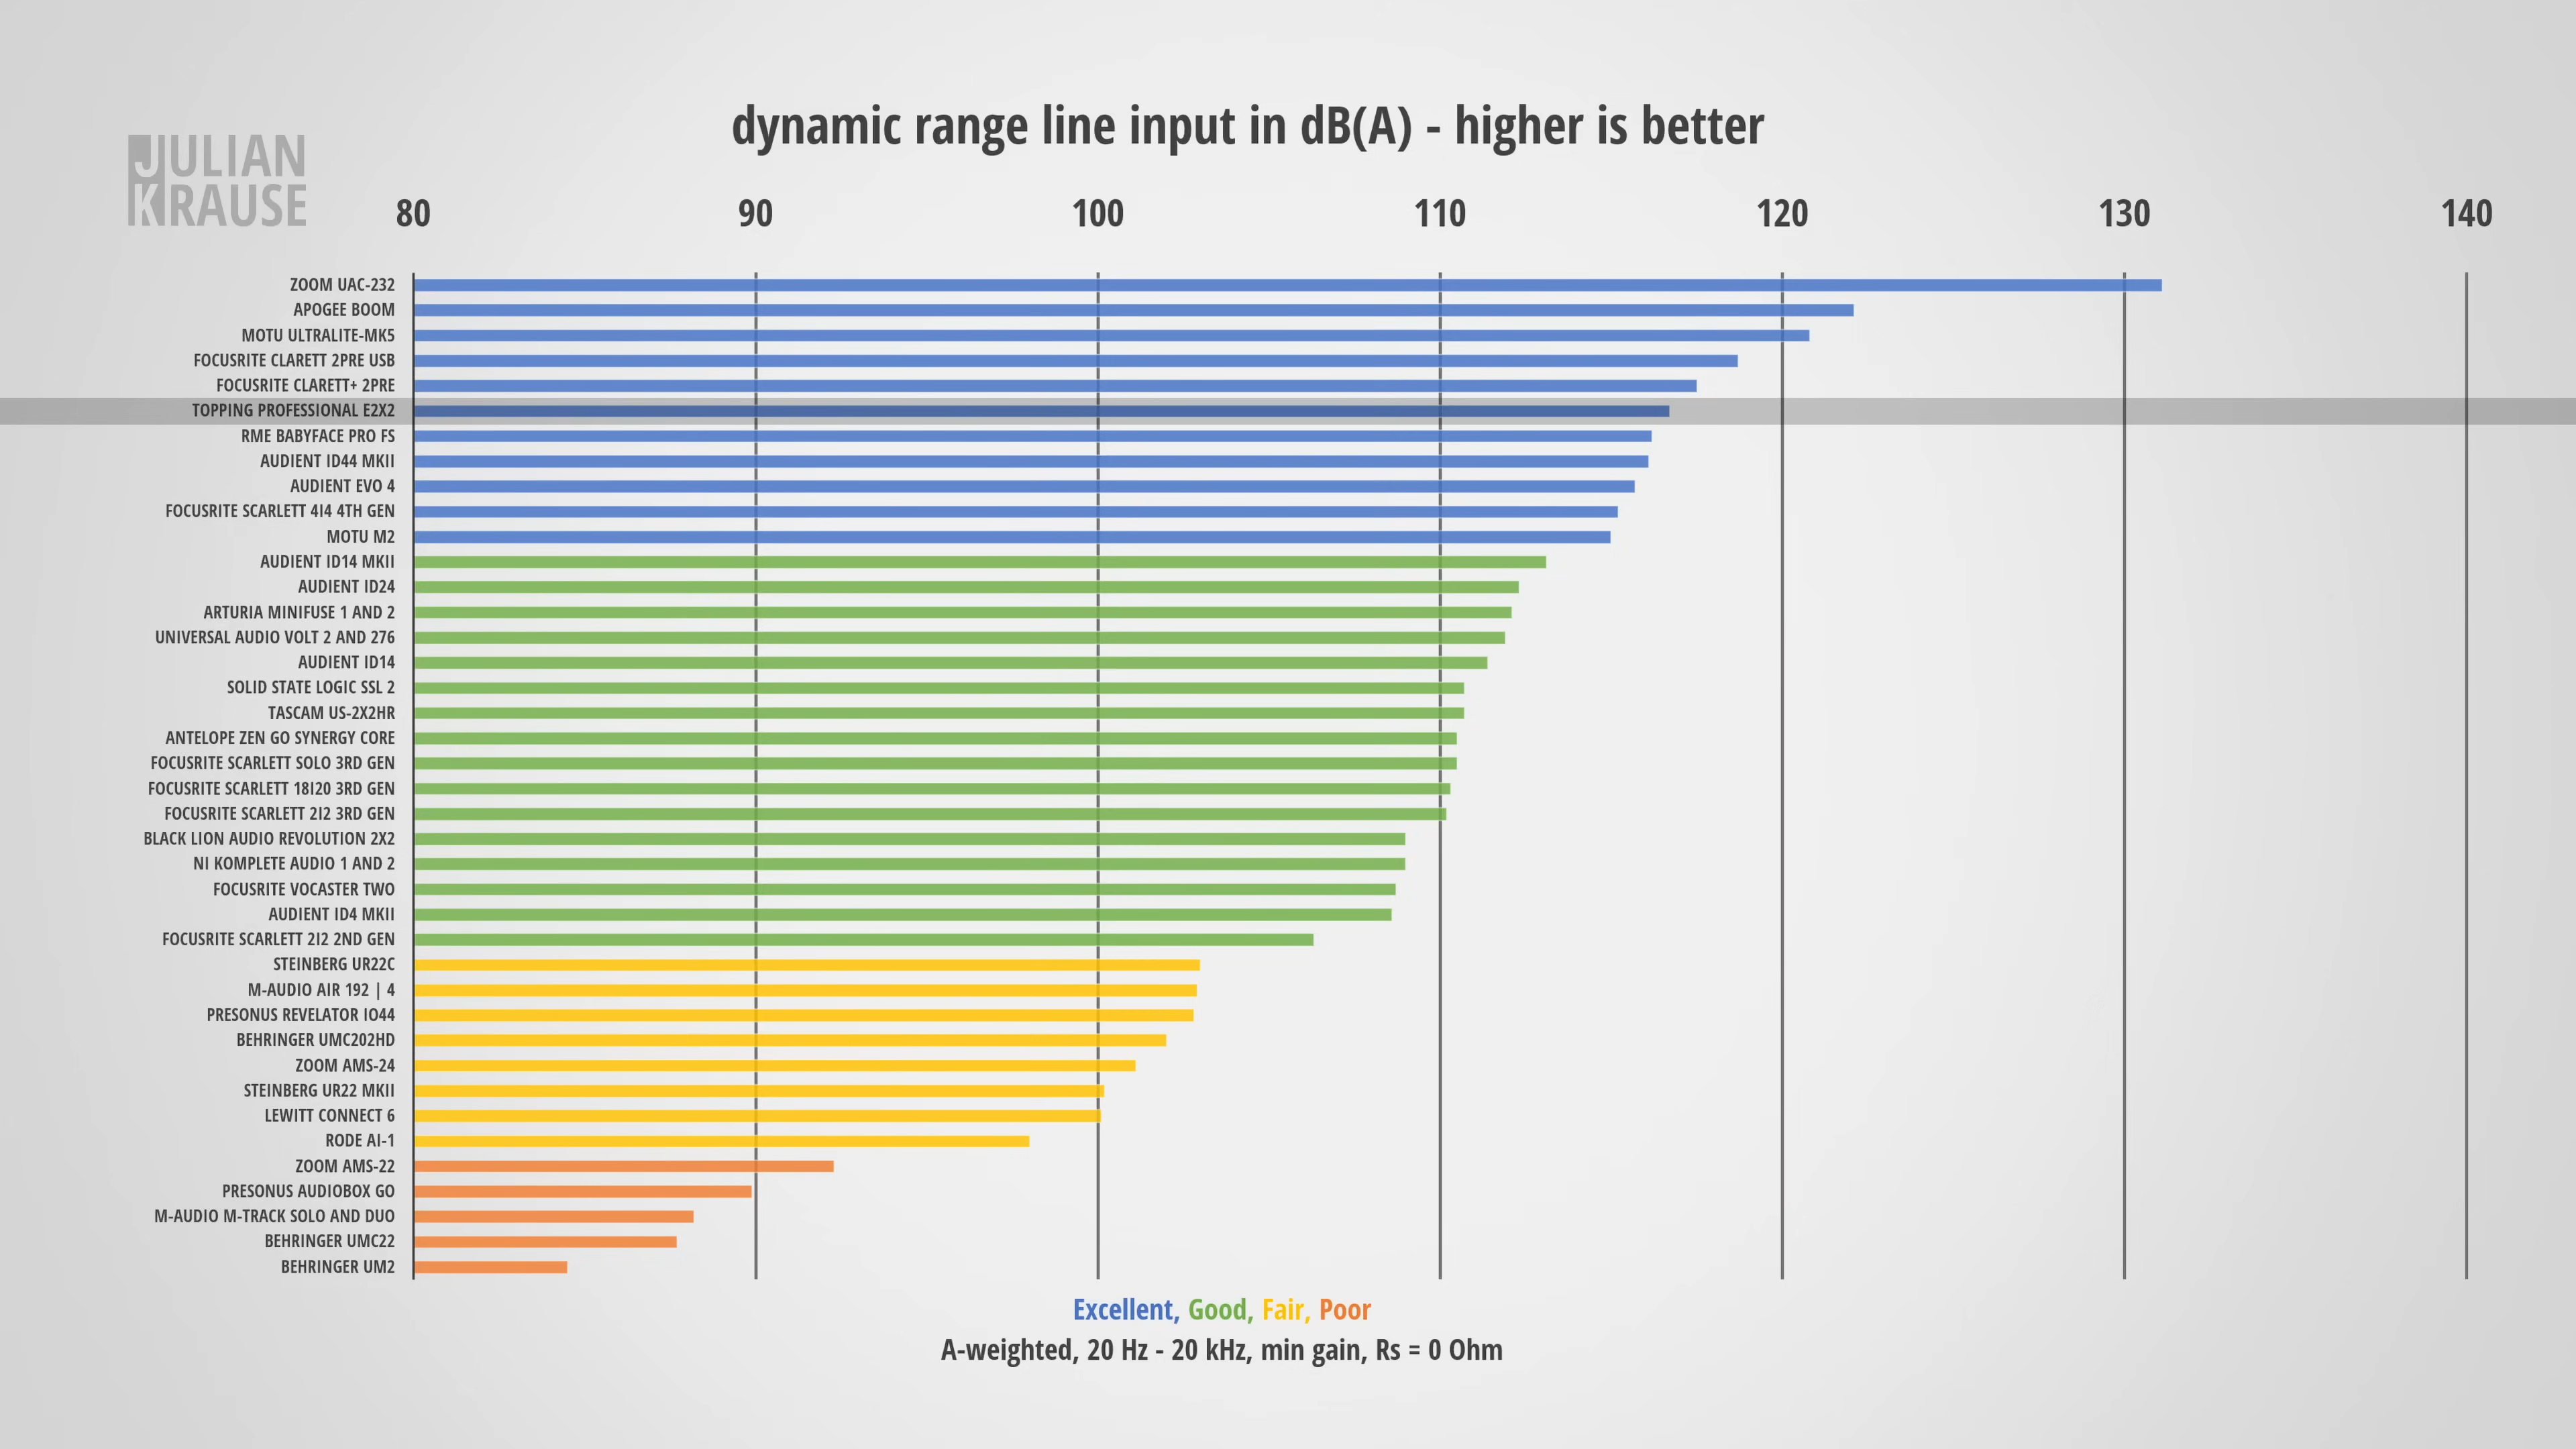 dynamic range line input in dB(A) - higher is better
JULIAN
KRAUSE
80 90 100 110 120 130 140
ZOOM UAC-232
APOGEE BOOM
MOTU ULTRALITE-MK5
FOCUSRITE CLARETT 2PRE USB
FOCUSRITE CLARETT+ 2PRE
TOPPING PROFESSIONAL E2X2
RME BABYFACE PRO FS
AUDIENT ID44 MKII
AUDIENT EVO 4
FOCUSRITE SCARLETT 4I4 4TH GEN
MOTU M2
AUDIENT ID14 MKII
AUDIENT ID24
ARTURIA MINIFUSE 1 AND 2
UNIVERSAL AUDIO VOLT 2 AND 276
AUDIENT ID14
SOLID STATE LOGIC SSL 2
TASCAM US-2X2HR
ANTELOPE ZEN GO SYNERGY CORE
FOCUSRITE SCARLETT SOLO 3RD GEN
FOCUSRITE SCARLETT 18I20 3RD GEN
FOCUSRITE SCARLETT 2I2 3RD GEN
BLACK LION AUDIO REVOLUTION 2X2
NI KOMPLETE AUDIO 1 AND 2
FOCUSRITE VOCASTER TWO
AUDIENT ID4 MKII
FOCUSRITE SCARLETT 2I2 2ND GEN
STEINBERG UR22C
M-AUDIO AIR 192 | 4
PRESONUS REVELATOR IO44
BEHRINGER UMC202HD
ZOOM AMS-24
STEINBERG UR22 MKII
LEWITT CONNECT 6
RODE AI-1
ZOOM AMS-22
PRESONUS AUDIOBOX GO
M-AUDIO M-TRACK SOLO AND DUO
BEHRINGER UMC22
BEHRINGER UM2
Excellent, Good, Fair, Poor
A-weighted, 20 Hz - 20 kHz, min gain, Rs = 0 Ohm